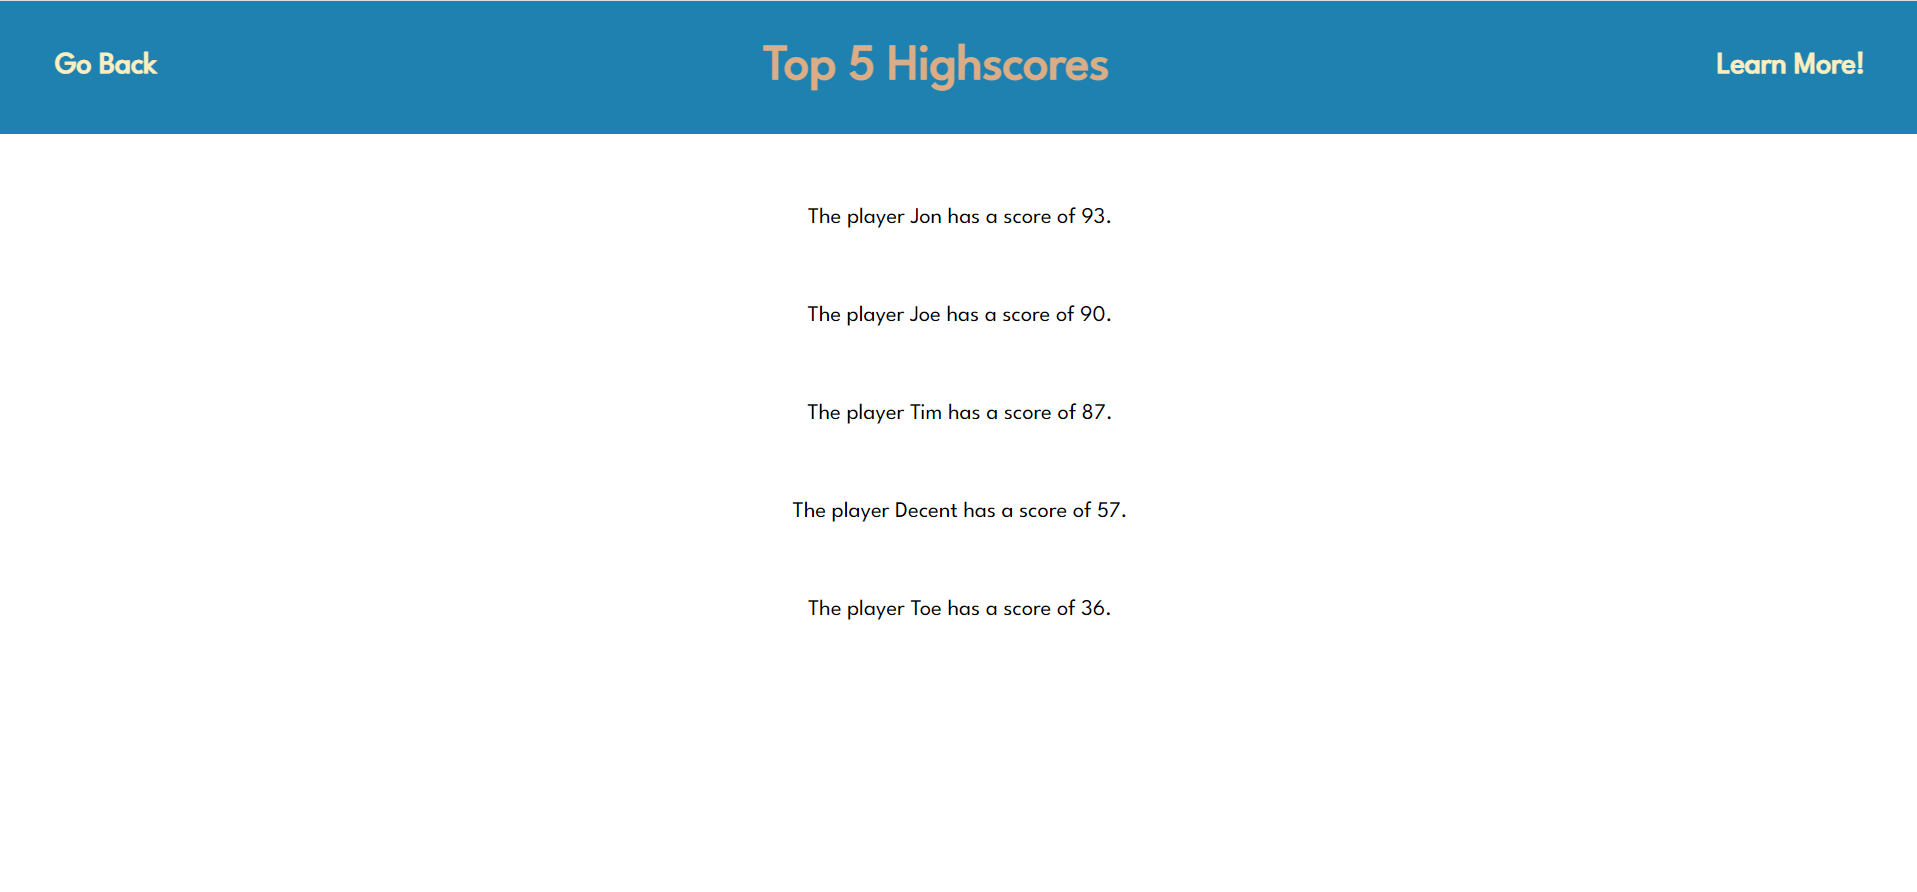 Go Back
Top 5 Highscores
Learn More!
The player Jon has a score of 93.
The player Joe has a score of 90.
The player Tim has a score of 87.
The player Decent has a score of 57.
The player Toe has a score of 36.